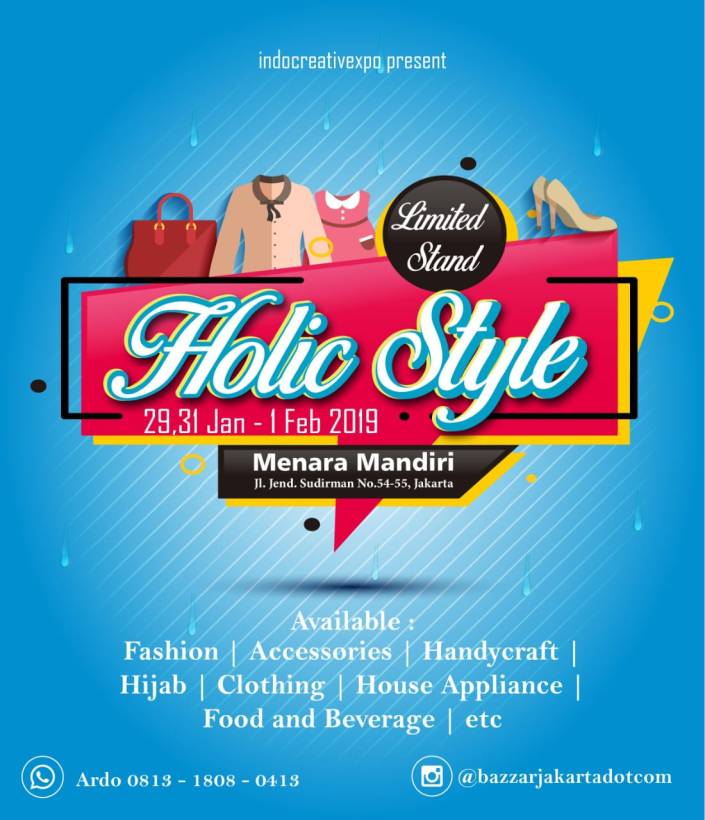 indocreativexpo present
Limited
Stand
Holic Style
29,31 Jan - 1 Feb 2019
Menara Mandiri
Jl. Jend. Sudirman No.54-55, Jakarta
Available :
Fashion | Accessories | Handycraft |
Hijab | Clothing | House Appliance |
Food and Beverage | etc
Ardo 0813 - 1808 - 0413
@bazzarjakartadotcom